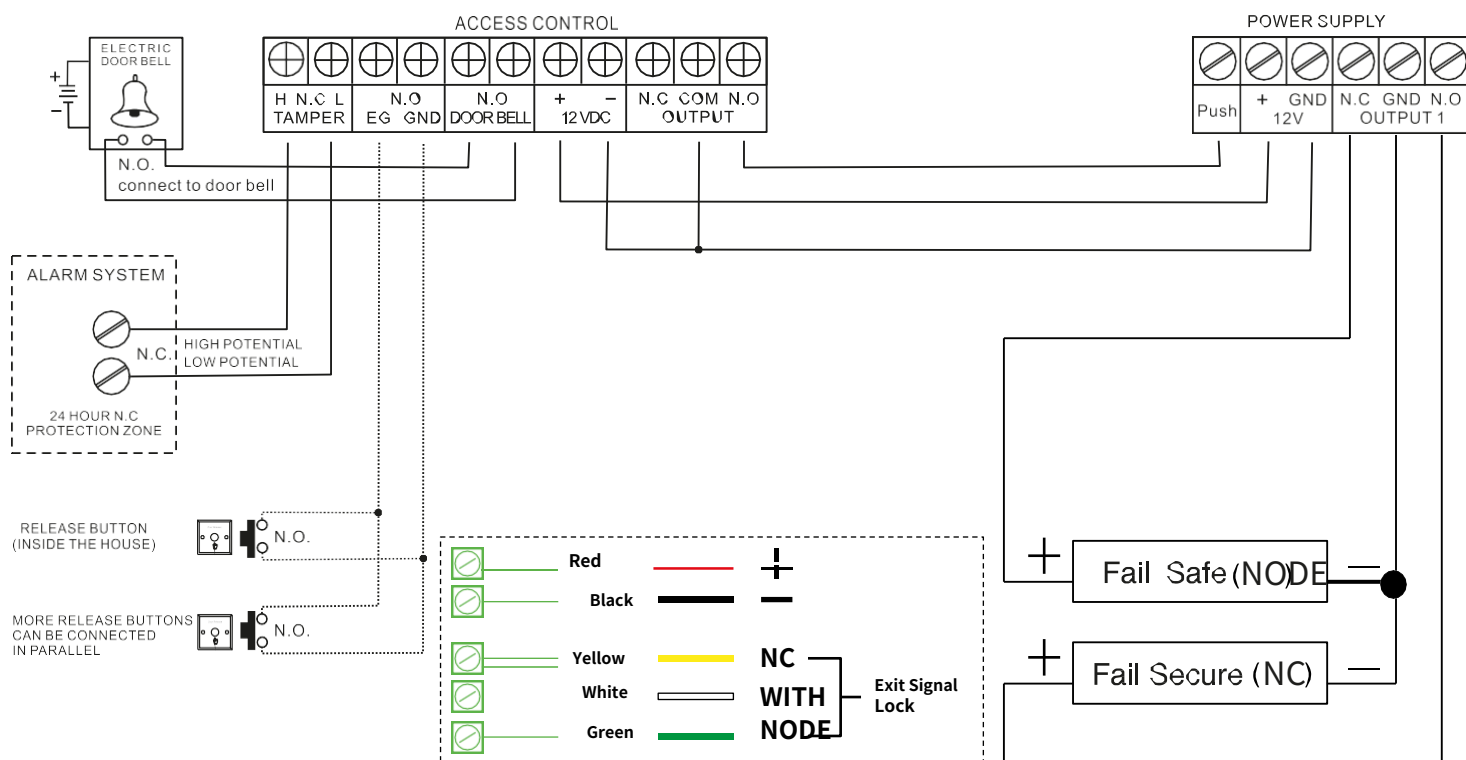 ACCESS CONTROL
POWER SUPPLY
ELECTRIC
DOOR BELL
+
−
N.O.
connect to door bell
H N.C L
TAMPER
N.O
EG GND
N.O
DOOR BELL
+ −
12 VDC
N.C COM N.O
OUTPUT
Push
+ GND
12V
N.C GND N.O
OUTPUT 1
ALARM SYSTEM
N.C.
HIGH POTENTIAL
LOW POTENTIAL
24 HOUR N.C
PROTECTION ZONE
RELEASE BUTTON
(INSIDE THE HOUSE)
N.O.
MORE RELEASE BUTTONS
CAN BE CONNECTED
IN PARALLEL
N.O.
Red +
Black −
Yellow NC
White WITH
Green NODE
Exit Signal
Lock
+ Fail Safe (NO)DE −
+ Fail Secure (NC) −